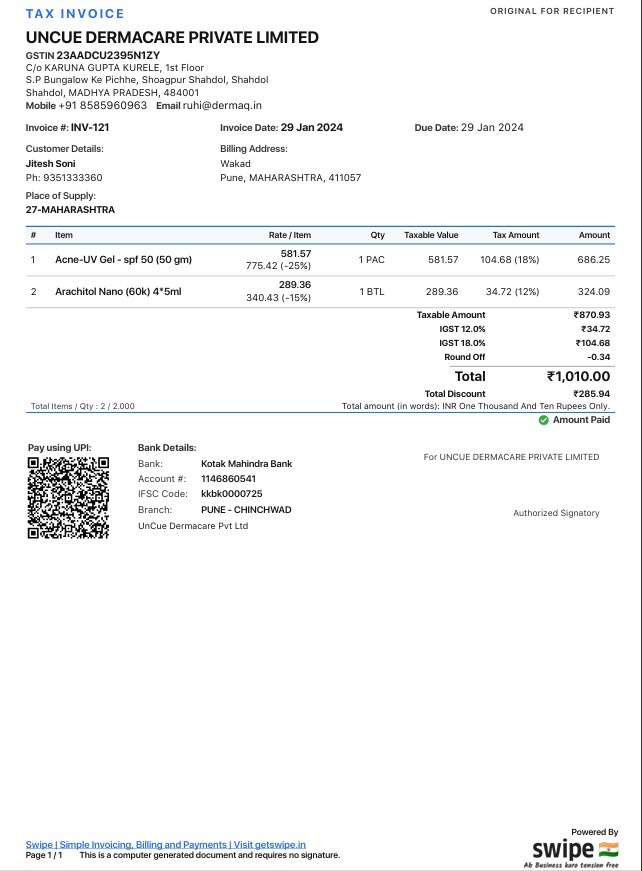 TAX INVOICE
ORIGINAL FOR RECIPIENT
UNCUE DERMACARE PRIVATE LIMITED
GSTIN 23AADCU2395N1ZY
C/o KARUNA GUPTA KURELE, 1st Floor
S.P Bungalow Ke Pichhe, Shoagpur Shahdol, Shahdol
Shahdol, MADHYA PRADESH, 484001
Mobile +91 8585960963 Email ruhi@dermaq.in
Invoice #: INV-121 Invoice Date: 29 Jan 2024 Due Date: 29 Jan 2024
Customer Details: Billing Address:
Jitesh Soni Wakad
Ph: 9351333360 Pune, MAHARASHTRA, 411057
Place of Supply:
27-MAHARASHTRA
# Item Rate / Item Qty Taxable Value Tax Amount Amount
1 Acne-UV Gel - spf 50 (50 gm) 581.57 1 PAC 581.57 104.68 (18%) 686.25
775.42 (-25%)
2 Arachitol Nano (60k) 4*5ml 289.36 1 BTL 289.36 34.72 (12%) 324.09
340.43 (-15%)
Taxable Amount ₹870.93
IGST 12.0% ₹34.72
IGST 18.0% ₹104.68
Round Off -0.34
Total ₹1,010.00
Total Discount ₹285.94
Total Items / Qty : 2 / 2.000 Total amount (in words): INR One Thousand And Ten Rupees Only.
Amount Paid
Pay using UPI: Bank Details:
For UNCUE DERMACARE PRIVATE LIMITED
Bank: Kotak Mahindra Bank
Account #: 1146860541
IFSC Code: kkbk0000725
Branch: PUNE - CHINCHWAD
Authorized Signatory
UnCue Dermacare Pvt Ltd
Powered By
Swipe | Simple Invoicing, Billing and Payments | Visit getswipe.in
swipe
Page 1 / 1 This is a computer generated document and requires no signature.
Ab Business karo tension free